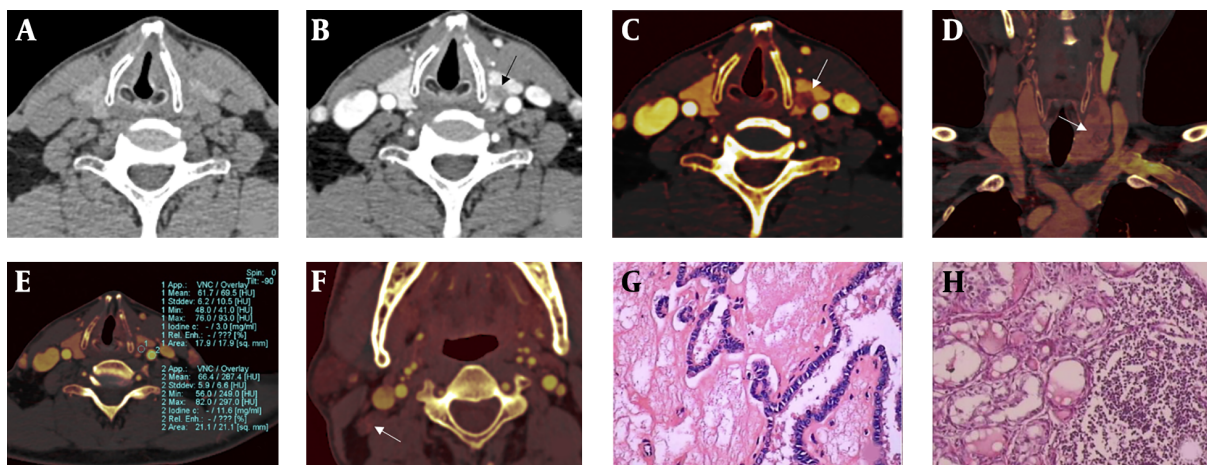 A
B
C
D
E
Spin: 0
Tilt: -90
1 App.: VNC / Overlay
1 Mean: 61.7 / 69.5 [HU]
1 Stddev: 6.2 / 10.5 [HU]
1 Min: 48.0 / 41.0 [HU]
1 Max: 76.0 / 93.0 [HU]
1 Iodine c: - / 3.0 [mg/ml]
1 Rel. Enh.: - / ??? [%]
1 Area: 17.9 / 17.9 [sq. mm]
1
2
2 App.: VNC / Overlay
2 Mean: 66.4 / 287.4 [HU]
2 Stddev: 5.9 / 6.6 [HU]
2 Min: 56.0 / 249.0 [HU]
2 Max: 82.0 / 297.0 [HU]
2 Iodine c: - / 11.6 [mg/ml]
2 Rel. Enh.: - / ??? [%]
2 Area: 21.1 / 21.1 [sq. mm]
F
G
H